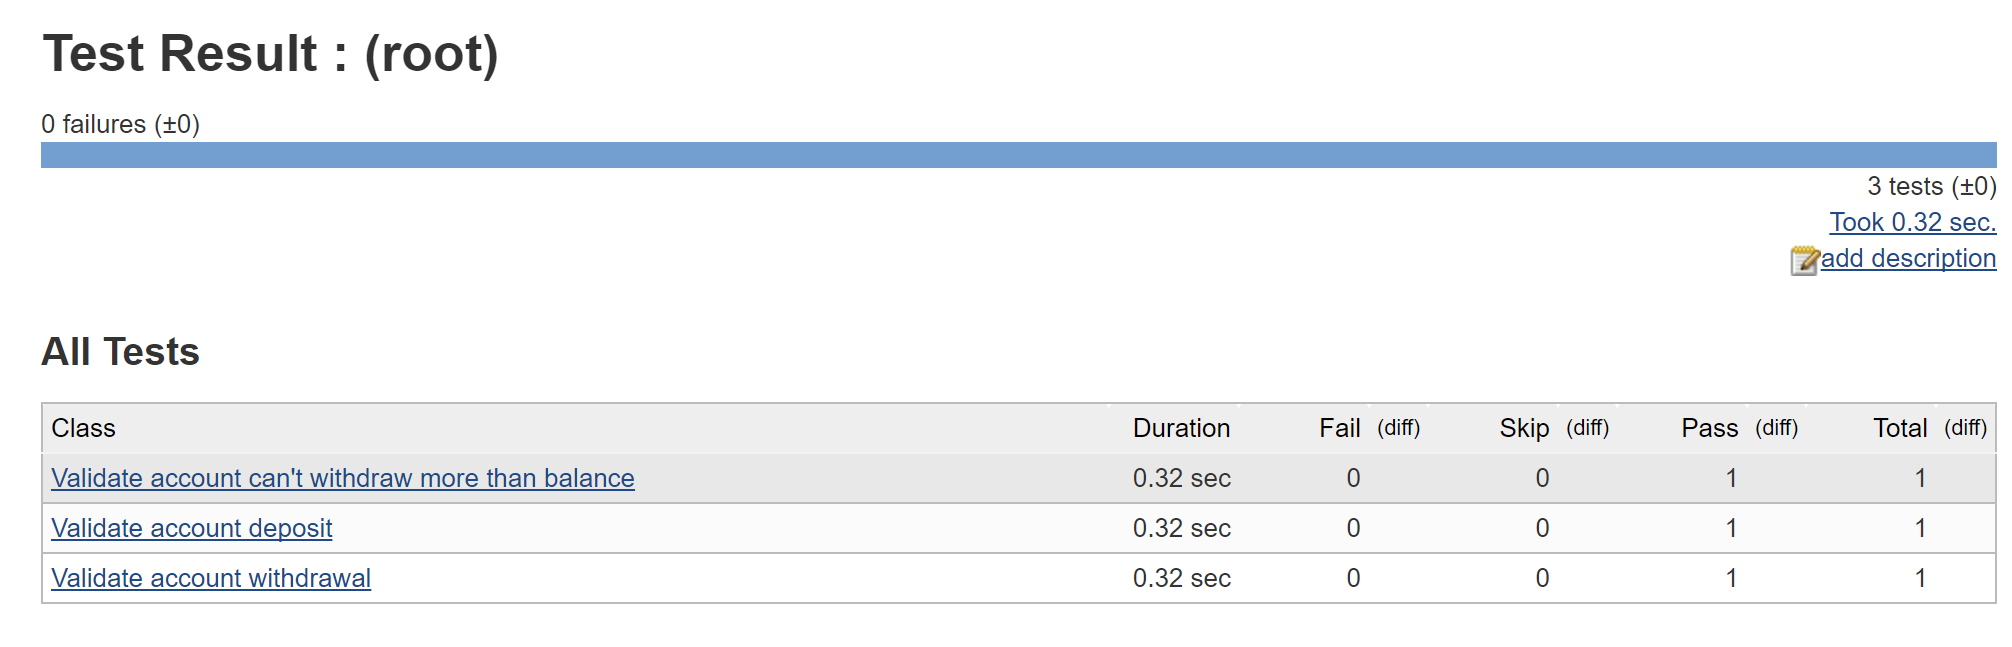 Test Result : (root)
0 failures (±0)
3 tests (±0)
Took 0.32 sec.
add description
All Tests
Class Duration Fail (diff) Skip (diff) Pass (diff) Total (diff)
Validate account can't withdraw more than balance 0.32 sec 0 0 1 1
Validate account deposit 0.32 sec 0 0 1 1
Validate account withdrawal 0.32 sec 0 0 1 1